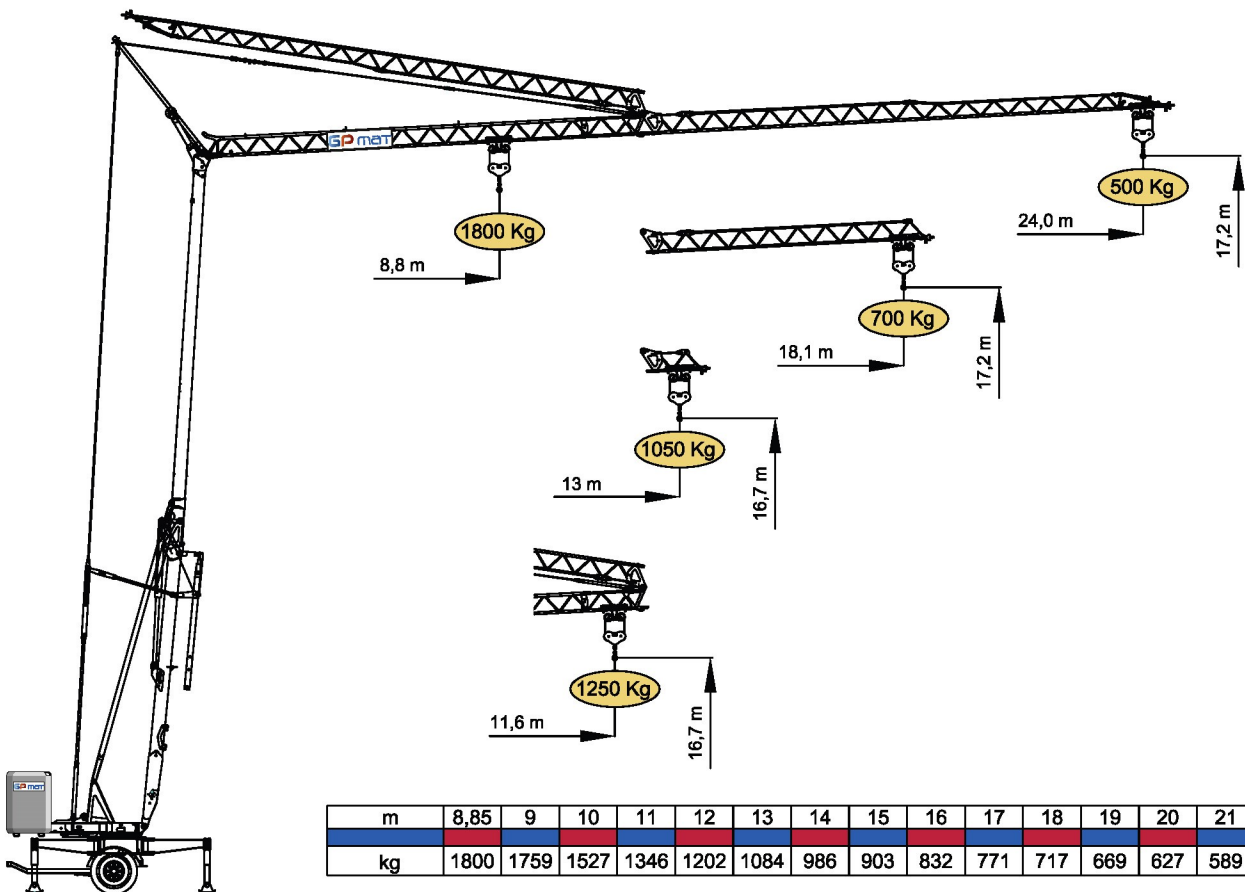 GP mat
500 Kg
1800 Kg
24,0 m
17,2 m
8,8 m
700 Kg
18,1 m
17,2 m
1050 Kg
13 m
16,7 m
1250 Kg
11,6 m
16,7 m
GP mat
m 8,85 9 10 11 12 13 14 15 16 17 18 19 20 21
kg 1800 1759 1527 1346 1202 1084 986 903 832 771 717 669 627 589